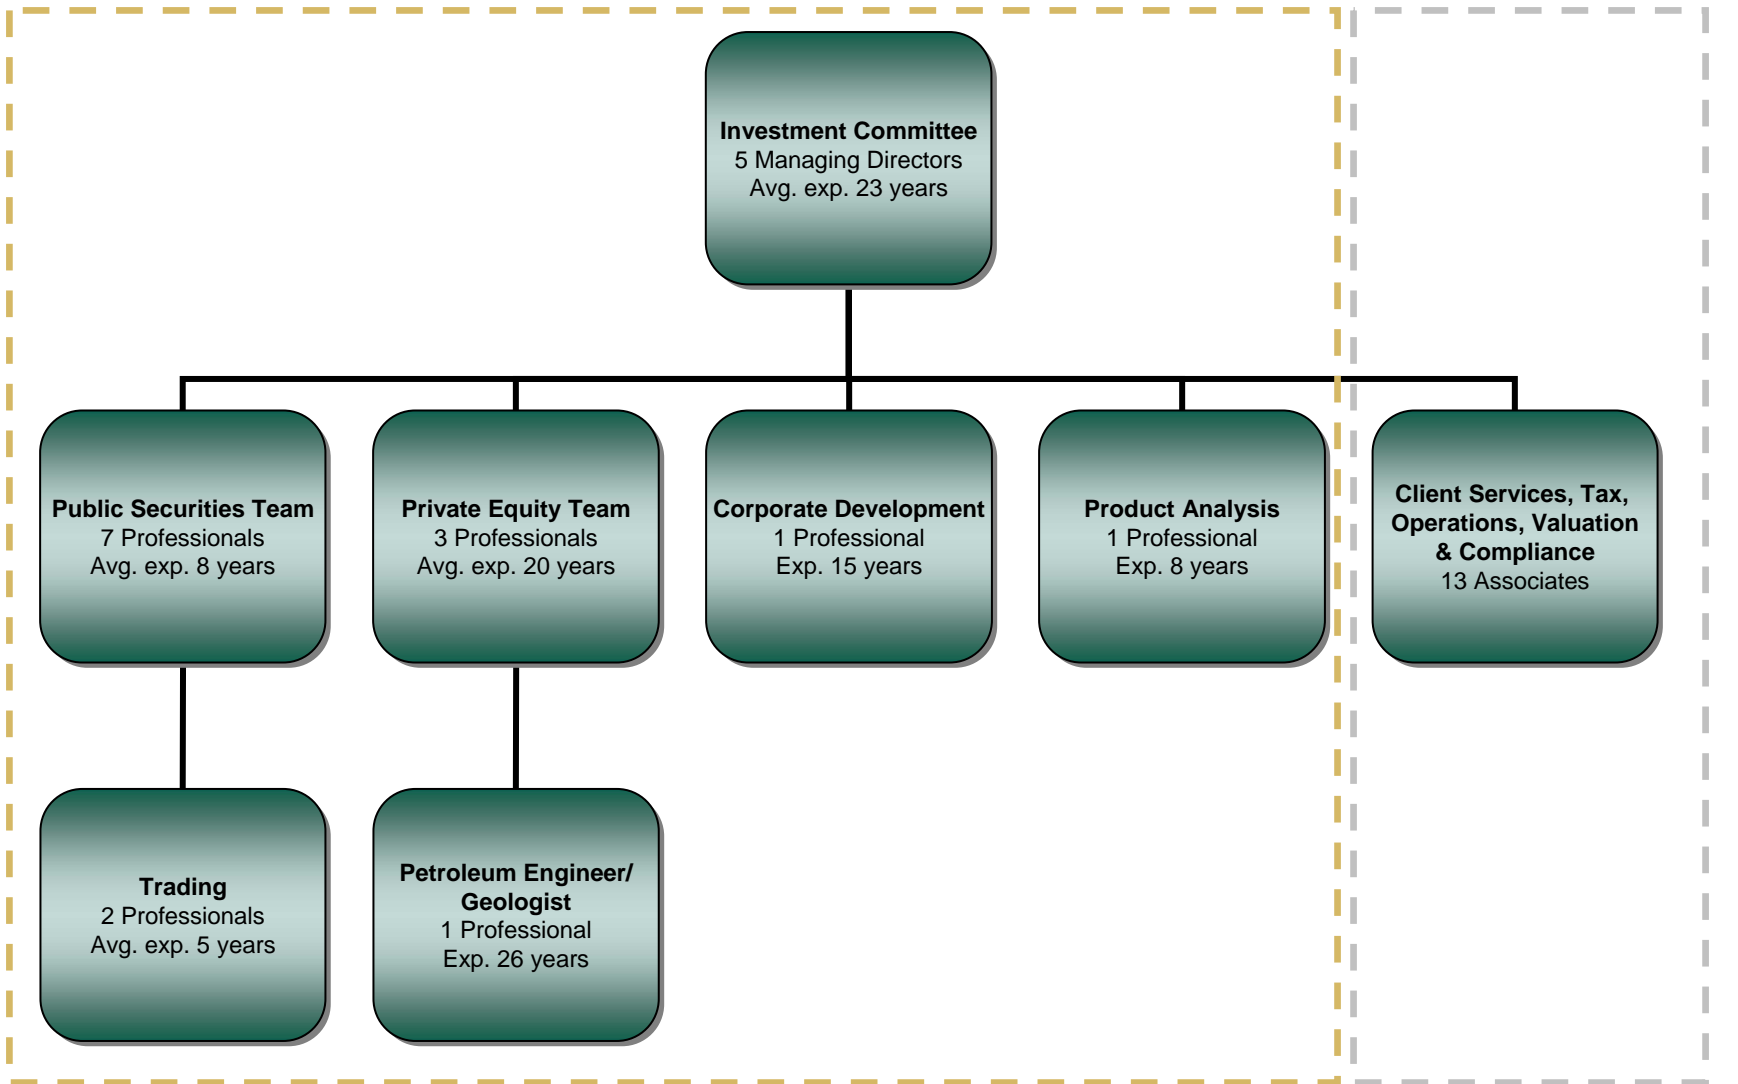 Investment Committee
5 Managing Directors
Avg. exp. 23 years
Public Securities Team
7 Professionals
Avg. exp. 8 years
Private Equity Team
3 Professionals
Avg. exp. 20 years
Corporate Development
1 Professional
Exp. 15 years
Product Analysis
1 Professional
Exp. 8 years
Client Services, Tax,
Operations, Valuation
& Compliance
13 Associates
Trading
2 Professionals
Avg. exp. 5 years
Petroleum Engineer/
Geologist
1 Professional
Exp. 26 years